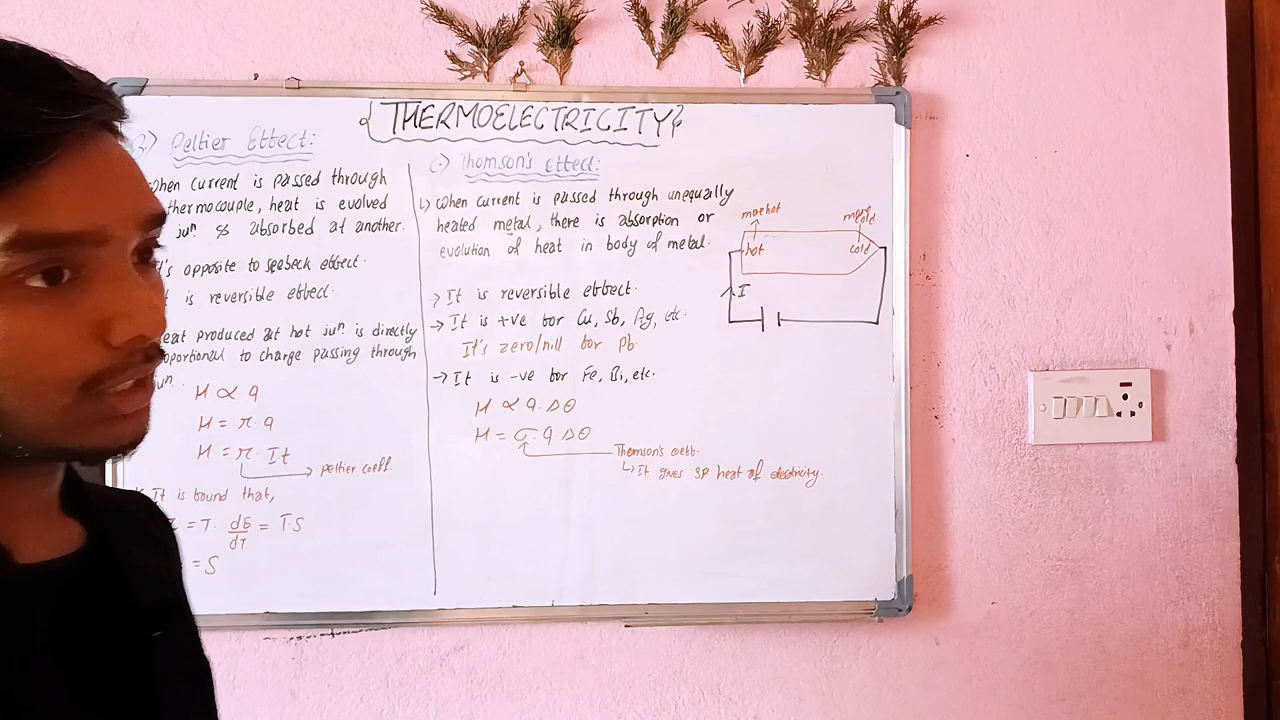 THERMOELECTRICITY
B) Peltier Effect:
when current is passed through
thermocouple, heat is evolved
jun & absorbed at another.
It's opposite to seebeck effect.
is reversible effect.
heat produced at hot jun is directly
proportional to charge passing through
jun.
H ∝ q
H = π. q
H = π. It
peltier coeff.
It is found that,
= T. dE/dT = T.S
= S
C) Thomson's Effect:
↳ When current is passed through unequally
heated metal, there is absorption or
evolution of heat in body of metal.
→ It is reversible effect.
→ It is +ve for Cu, Sb, Ag, etc.
It's zero/nill for Pb.
→ It is -ve for Fe, Bi, etc.
H ∝ q.Δθ
H = σ.q.Δθ
Thomson's coeff.
↳ It gives sp heat of electricity.
more hot
more cold
hot
cold
I